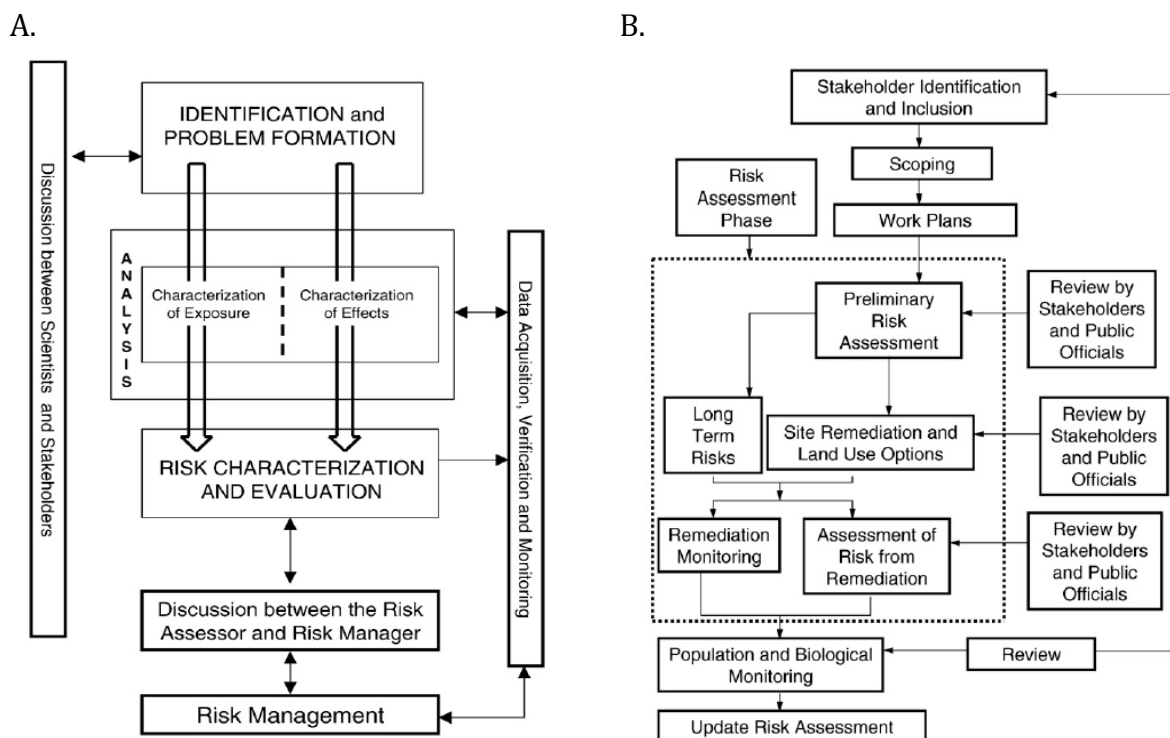 A.
Discussion between Scientists and Stakeholders
IDENTIFICATION and
PROBLEM FORMATION
ANALYSIS
Characterization
of Exposure
Characterization
of Effects
Data Acquisition, Verification and Monitoring
RISK CHARACTERIZATION
AND EVALUATION
Discussion between the Risk
Assessor and Risk Manager
Risk Management
B.
Stakeholder Identification
and Inclusion
Scoping
Risk
Assessment
Phase
Work Plans
Preliminary
Risk
Assessment
Review by
Stakeholders
and Public
Officials
Long
Term
Risks
Site Remediation and
Land Use Options
Review by
Stakeholders
and Public
Officials
Remediation
Monitoring
Assessment of
Risk from
Remediation
Review by
Stakeholders
and Public
Officials
Population and Biological
Monitoring
Review
Update Risk Assessment